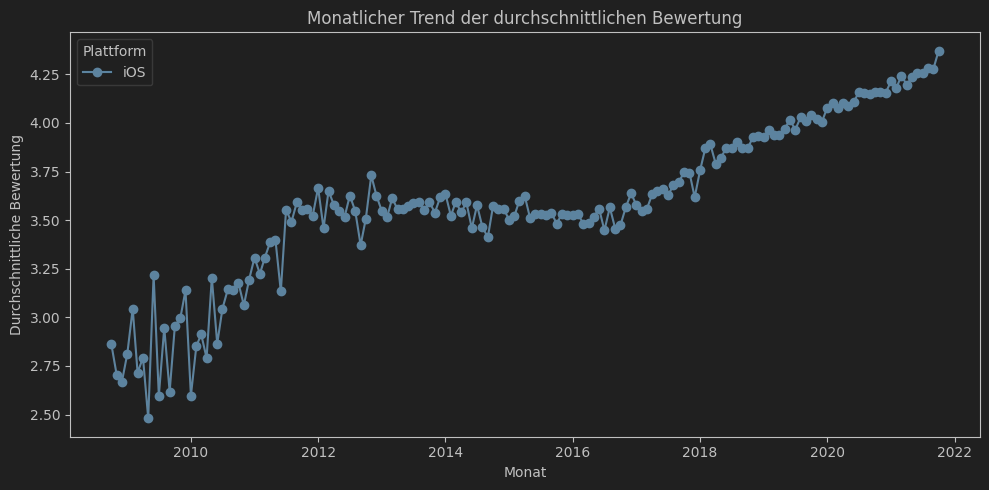 Monatlicher Trend der durchschnittlichen Bewertung
Plattform
iOS
Durchschnittliche Bewertung
4.25
4.00
3.75
3.50
3.25
3.00
2.75
2.50
2010 2012 2014 2016 2018 2020 2022
Monat